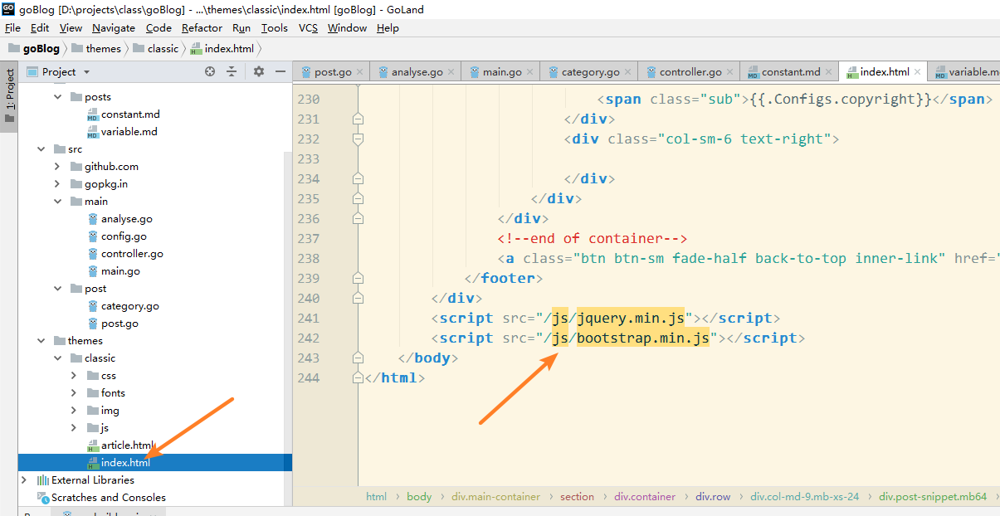 GO goBlog [D:\projects\class\goBlog] - ...\themes\classic\index.html [goBlog] - GoLand
File Edit View Navigate Code Refactor Run Tools VCS Window Help
goBlog themes classic index.html
1: Project
Project
post.go analyse.go main.go category.go controller.go constant.md index.html variable.m
posts
constant.md
variable.md
src
github.com
gopkg.in
main
analyse.go
config.go
controller.go
main.go
post
category.go
post.go
themes
classic
css
fonts
img
js
article.html
index.html
External Libraries
Scratches and Consoles
230 <span class="sub">{{.Configs.copyright}}</span>
231 </div>
232 <div class="col-sm-6 text-right">
233
234 </div>
235 </div>
236 </div>
237 <!--end of container-->
238 <a class="btn btn-sm fade-half back-to-top inner-link" href="
239 </footer>
240 </div>
241 <script src="/js/jquery.min.js"></script>
242 <script src="/js/bootstrap.min.js"></script>
243 </body>
244 </html>
html body div.main-container section div.container div.row div.col-md-9.mb-xs-24 div.post-snippet.mb64